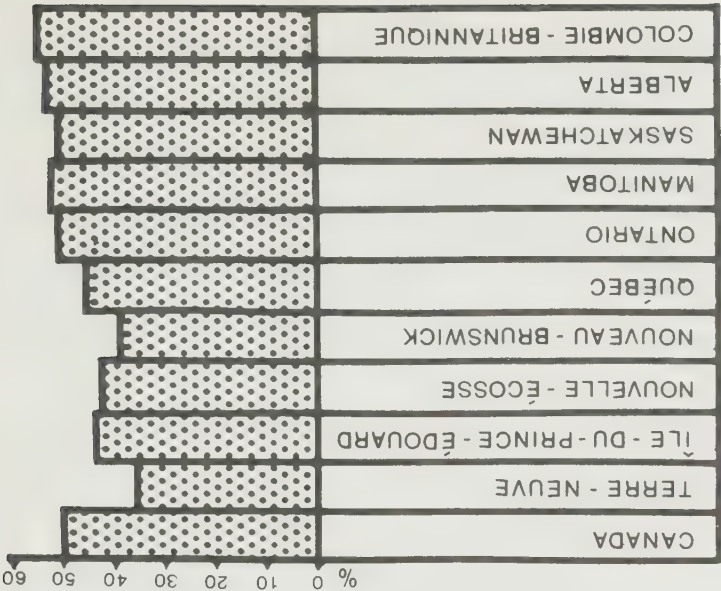 % 0 10 20 30 40 50 60
CANADA
TERRE - NEUVE
ÎLE - DU - PRINCE - ÉDOUARD
NOUVELLE - ÉCOSSE
NOUVEAU - BRUNSWICK
QUÉBEC
ONTARIO
MANITOBA
SASKATCHEWAN
ALBERTA
COLOMBIE - BRITANNIQUE